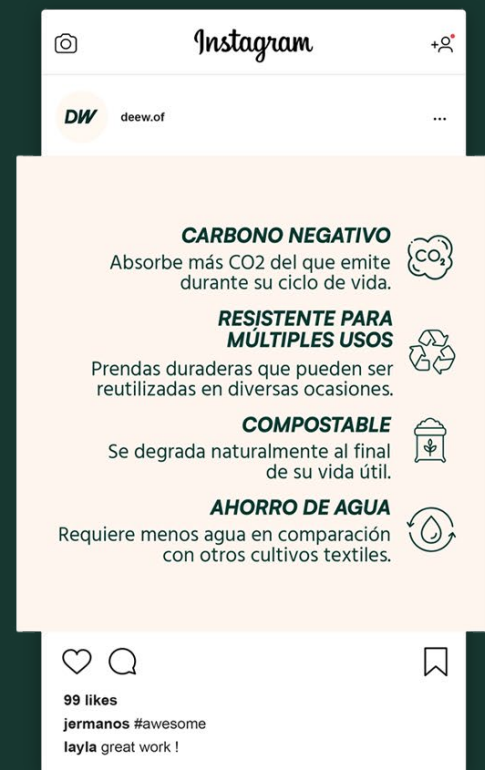 Instagram
DW
deew.of
CARBONO NEGATIVO
Absorbe más CO2 del que emite
durante su ciclo de vida.
CO₂
RESISTENTE PARA
MÚLTIPLES USOS
Prendas duraderas que pueden ser
reutilizadas en diversas ocasiones.
COMPOSTABLE
Se degrada naturalmente al final
de su vida útil.
AHORRO DE AGUA
Requiere menos agua en comparación
con otros cultivos textiles.
99 likes
jermanos #awesome
layla great work !